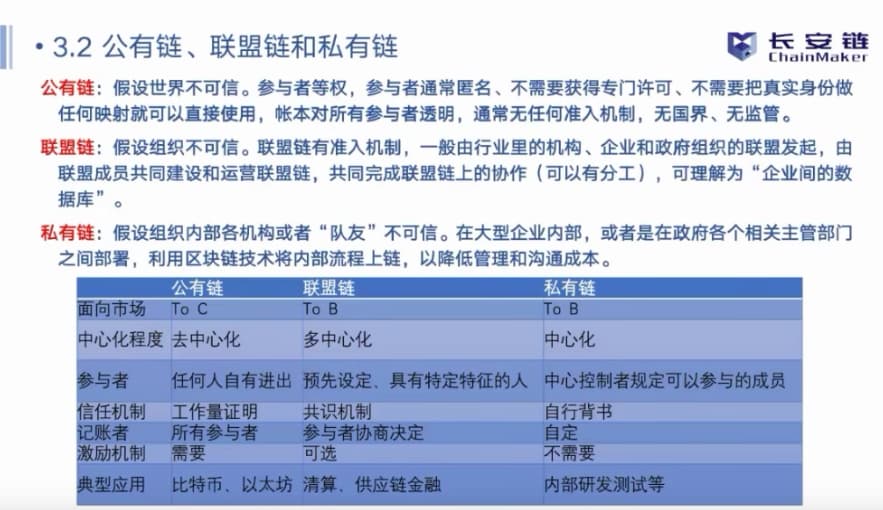 • 3.2 公有链、联盟链和私有链
长安链
ChainMaker
公有链：假设世界不可信。参与者等权，参与者通常匿名、不需要获得专门许可、不需要把真实身份做
任何映射就可以直接使用，帐本对所有参与者透明，通常无任何准入机制，无国界、无监管。
联盟链：假设组织不可信。联盟链有准入机制，一般由行业里的机构、企业和政府组织的联盟发起，由
联盟成员共同建设和运营联盟链，共同完成联盟链上的协作（可以有分工），可理解为“企业间的数
据库”。
私有链：假设组织内部各机构或者“队友”不可信。在大型企业内部，或者是在政府各个相关主管部门
之间部署，利用区块链技术将内部流程上链，以降低管理和沟通成本。
公有链 联盟链 私有链
面向市场 To C To B To B
中心化程度 去中心化 多中心化 中心化
参与者 任何人自有进出 预先设定、具有特定特征的人 中心控制者规定可以参与的成员
信任机制 工作量证明 共识机制 自行背书
记账者 所有参与者 参与者协商决定 自定
激励机制 需要 可选 不需要
典型应用 比特币、以太坊 清算、供应链金融 内部研发测试等